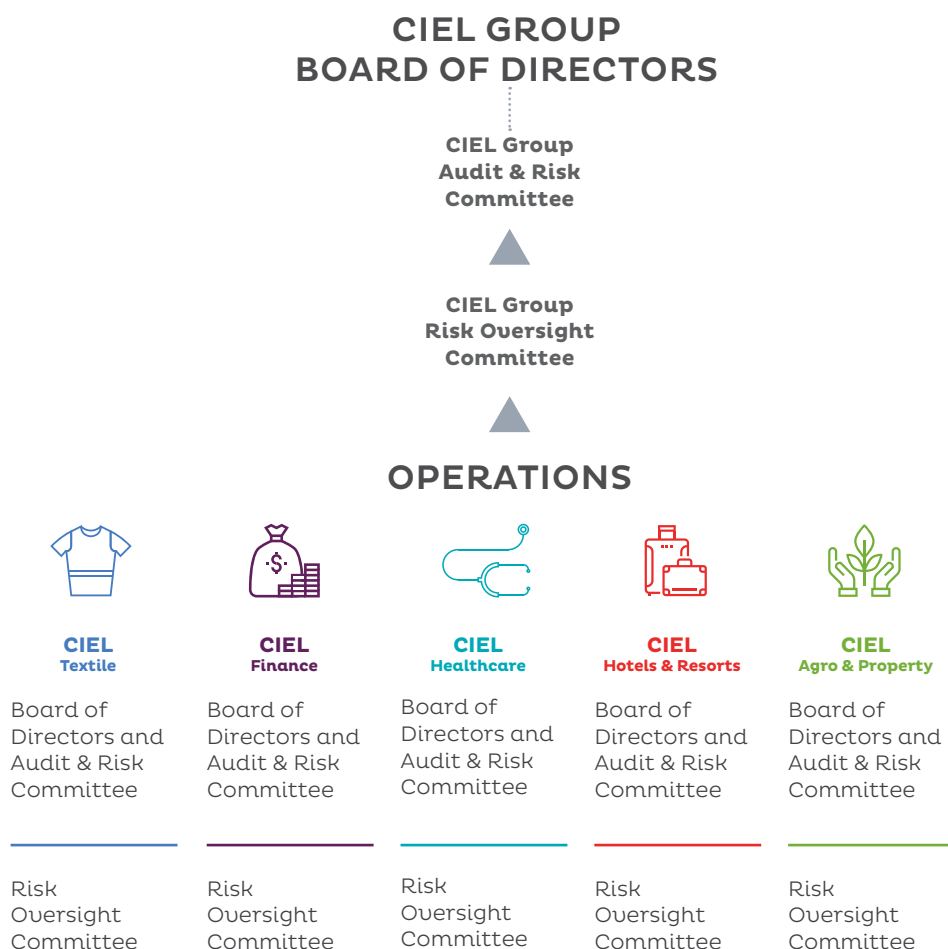 CIEL GROUP
BOARD OF DIRECTORS
CIEL Group
Audit & Risk
Committee
CIEL Group
Risk Oversight
Committee
OPERATIONS
$
CIEL
Textile
Board of
Directors and
Audit & Risk
Committee
Risk
Oversight
Committee
CIEL
Finance
Board of
Directors and
Audit & Risk
Committee
Risk
Oversight
Committee
CIEL
Healthcare
Board of
Directors and
Audit & Risk
Committee
Risk
Oversight
Committee
CIEL
Hotels & Resorts
Board of
Directors and
Audit & Risk
Committee
Risk
Oversight
Committee
CIEL
Agro & Property
Board of
Directors and
Audit & Risk
Committee
Risk
Oversight
Committee